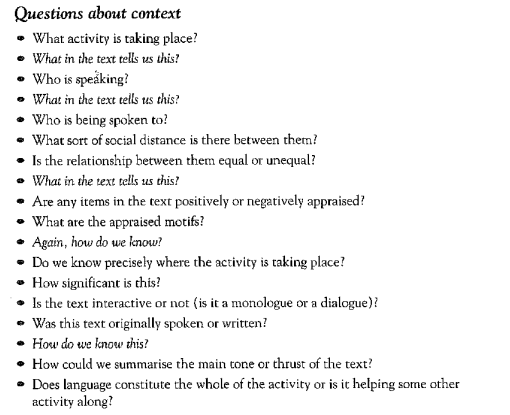 Questions about context
• What activity is taking place?
• What in the text tells us this?
• Who is speaking?
• What in the text tells us this?
• Who is being spoken to?
• What sort of social distance is there between them?
• Is the relationship between them equal or unequal?
• What in the text tells us this?
• Are any items in the text positively or negatively appraised?
• What are the appraised motifs?
• Again, how do we know?
• Do we know precisely where the activity is taking place?
• How significant is this?
• Is the text interactive or not (is it a monologue or a dialogue)?
• Was this text originally spoken or written?
• How do we know this?
• How could we summarise the main tone or thrust of the text?
• Does language constitute the whole of the activity or is it helping some other
activity along?